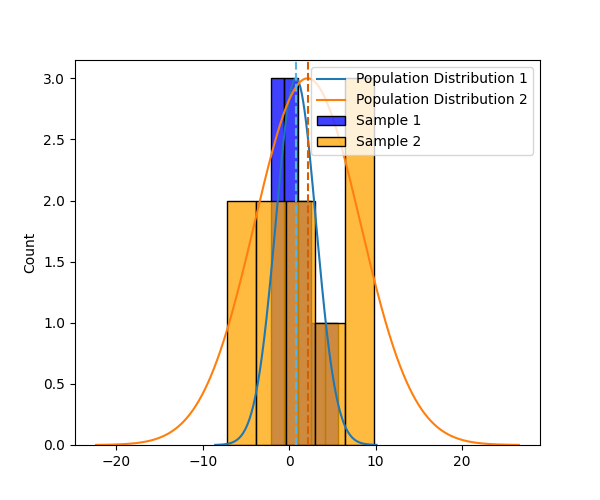 Population Distribution 1
Population Distribution 2
Sample 1
Sample 2
Count
3.0
2.5
2.0
1.5
1.0
0.5
0.0
−20
−10
0
10
20